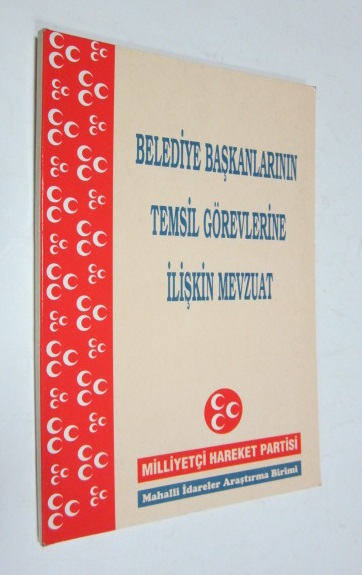 BELEDİYE BAŞKANLARININ
TEMSİL GÖREVLERİNE
İLİŞKİN MEVZUAT
MİLLİYETÇİ HAREKET PARTİSİ
Mahalli İdareler Araştırma Birimi